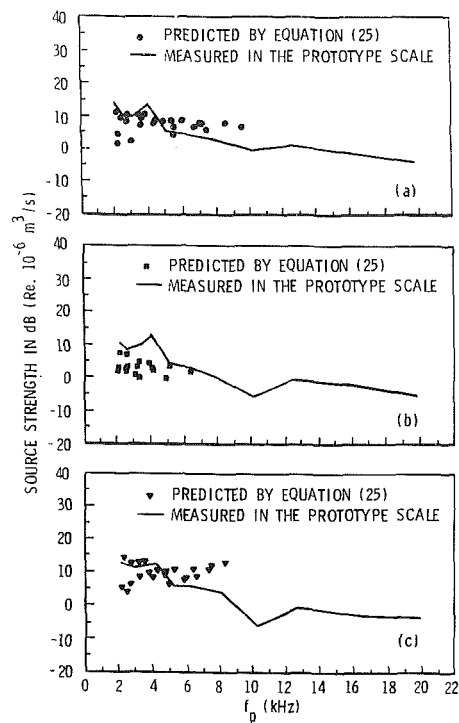 40
30
20
10
0
-10
-20
PREDICTED BY EQUATION (25)
MEASURED IN THE PROTOTYPE SCALE
(a)
40
30
20
10
0
-10
-20
PREDICTED BY EQUATION (25)
MEASURED IN THE PROTOTYPE SCALE
(b)
40
30
20
10
0
-10
-20
PREDICTED BY EQUATION (25)
MEASURED IN THE PROTOTYPE SCALE
(c)
SOURCE STRENGTH IN dB (Re. 10⁻⁶ m³/s)
0 2 4 6 8 10 12 14 16 18 20 22
fₚ (kHz)